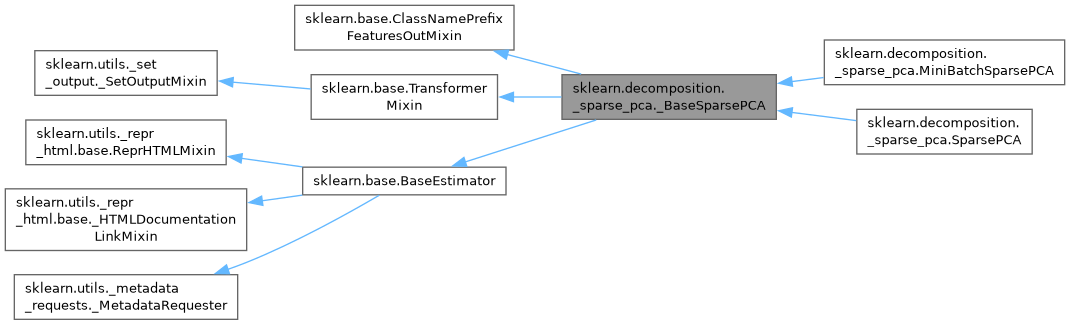 sklearn.base.ClassNamePrefix
FeaturesOutMixin
sklearn.utils._set
_output._SetOutputMixin
sklearn.base.Transformer
Mixin
sklearn.decomposition.
_sparse_pca._BaseSparsePCA
sklearn.decomposition.
_sparse_pca.MiniBatchSparsePCA
sklearn.decomposition.
_sparse_pca.SparsePCA
sklearn.utils._repr
_html.base.ReprHTMLMixin
sklearn.base.BaseEstimator
sklearn.utils._repr
_html.base._HTMLDocumentation
LinkMixin
sklearn.utils._metadata
_requests._MetadataRequester